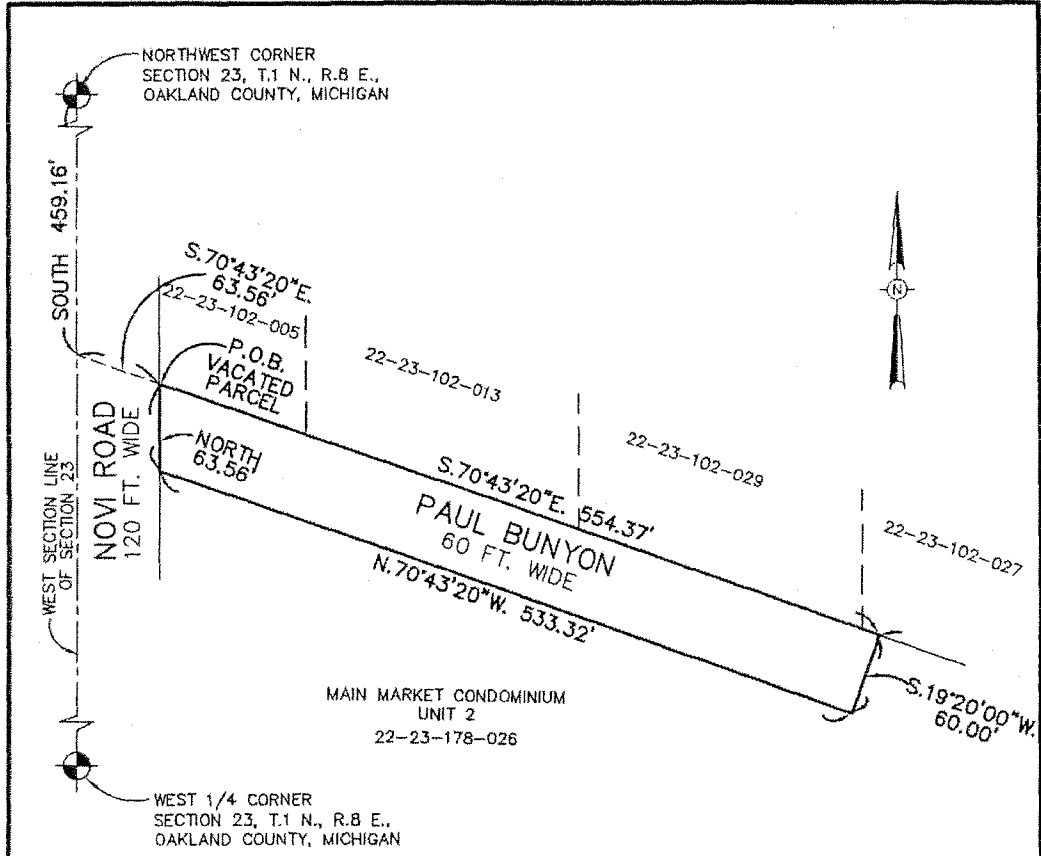 NORTHWEST CORNER
SECTION 23, T.1 N., R.8 E.,
OAKLAND COUNTY, MICHIGAN
SOUTH 459.16'
S.70°43'20"E.
63.56'
22-23-102-005
P.O.B.
VACATED
PARCEL
22-23-102-013
N
22-23-102-029
22-23-102-027
NORTH
63.56'
S.70°43'20"E. 554.37'
PAUL BUNYON
60 FT. WIDE
N.70°43'20"W. 533.32'
S.19°20'00"W.
60.00'
NOVI ROAD
120 FT. WIDE
WEST SECTION LINE
OF SECTION 23
MAIN MARKET CONDOMINIUM
UNIT 2
22-23-178-026
WEST 1/4 CORNER
SECTION 23, T.1 N., R.8 E.,
OAKLAND COUNTY, MICHIGAN